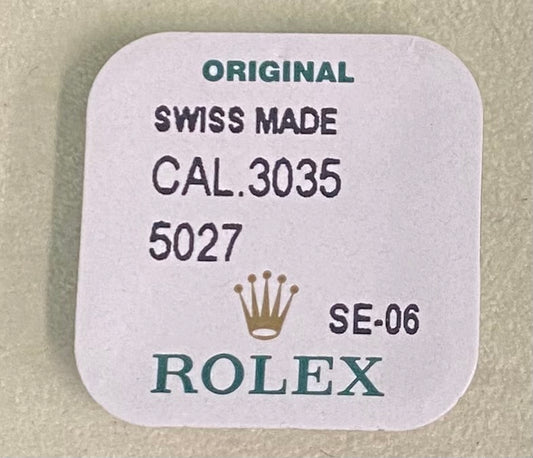 ORIGINAL
SWISS MADE
CAL.3035
5027
SE-06
ROLEX